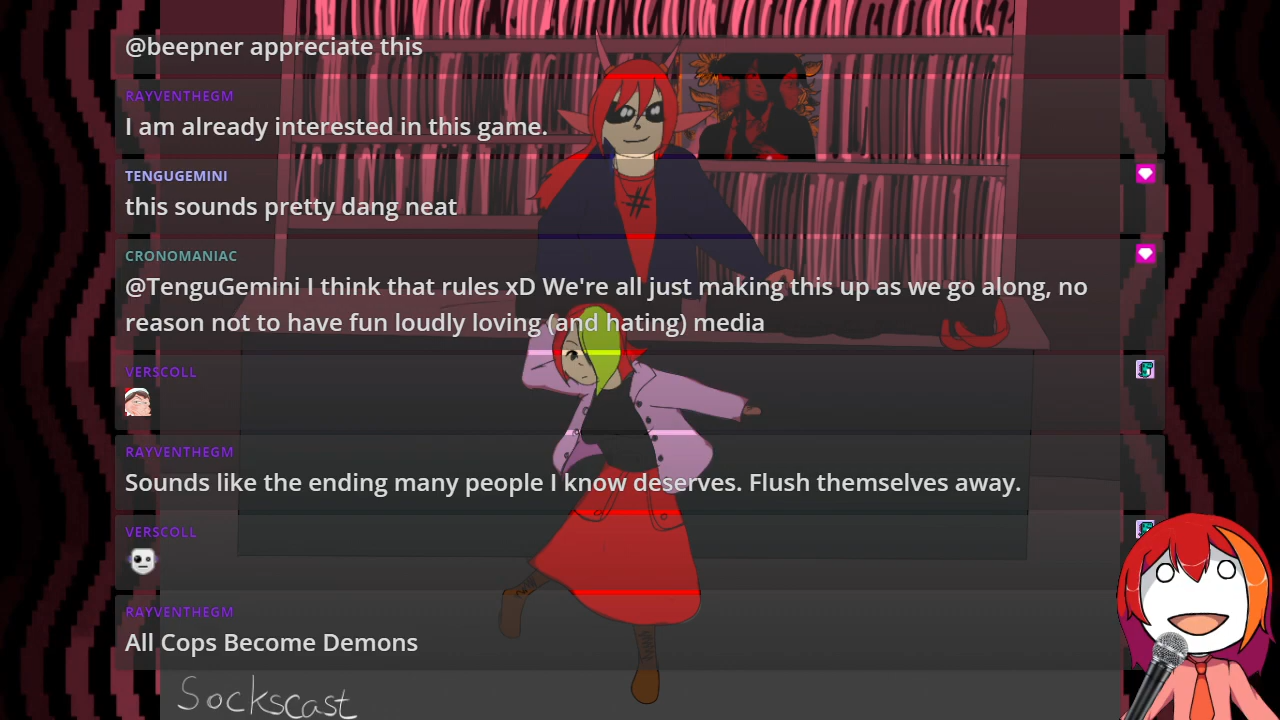 @beepner appreciate this
RAYVENTHEGM
I am already interested in this game.
TENGUGEMINI
this sounds pretty dang neat
CRONOMANIAC
@TenguGemini I think that rules xD We're all just making this up as we go along, no
reason not to have fun loudly loving (and hating) media
VERSCOLL
RAYVENTHEGM
Sounds like the ending many people I know deserves. Flush themselves away.
VERSCOLL
RAYVENTHEGM
All Cops Become Demons
Sockscast